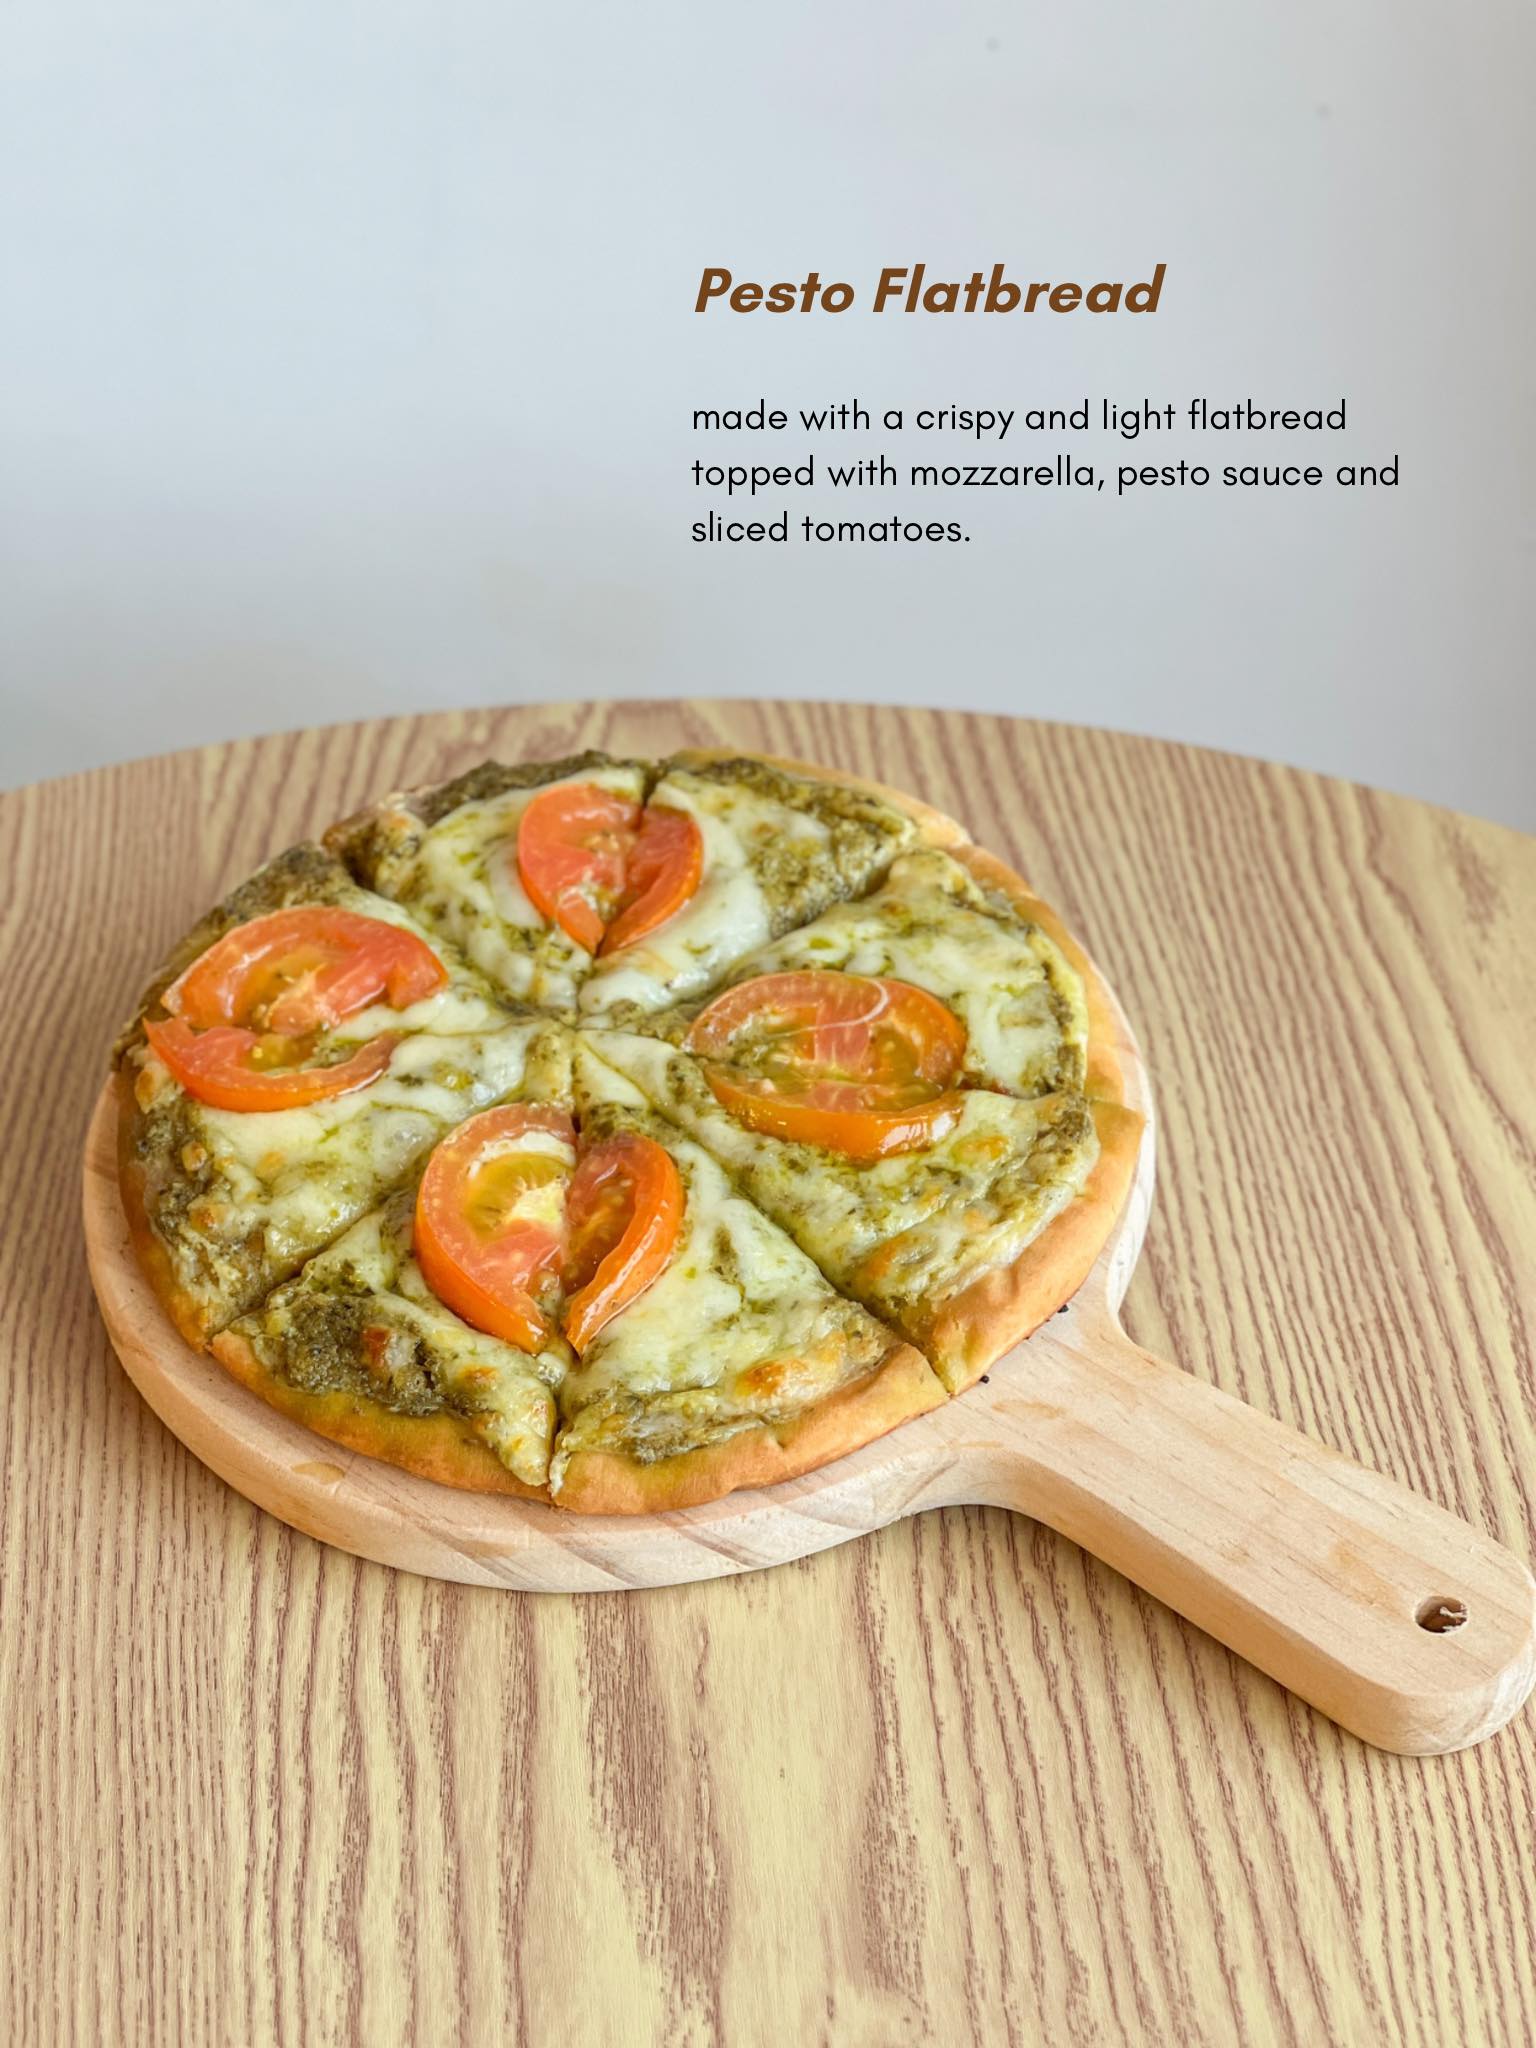 Pesto Flatbread
made with a crispy and light flatbread
topped with mozzarella, pesto sauce and
sliced tomatoes.